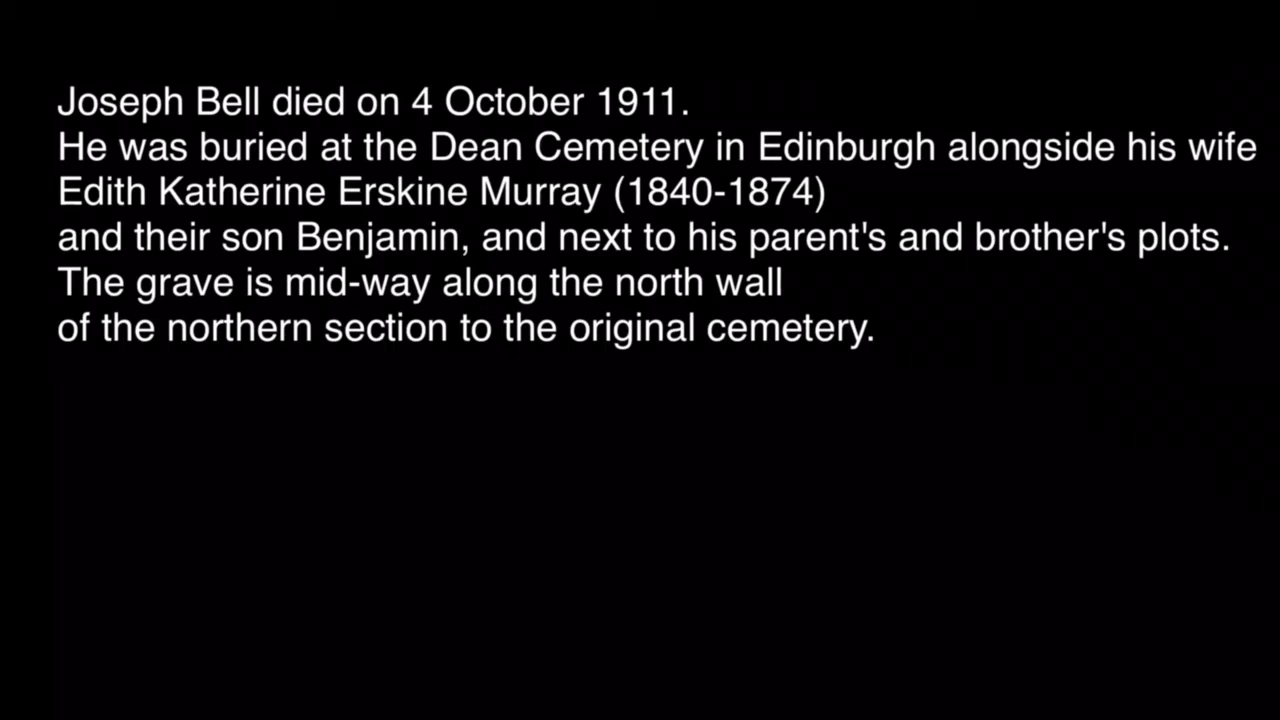 Joseph Bell died on 4 October 1911.
He was buried at the Dean Cemetery in Edinburgh alongside his wife
Edith Katherine Erskine Murray (1840-1874)
and their son Benjamin, and next to his parent's and brother's plots.
The grave is mid-way along the north wall
of the northern section to the original cemetery.